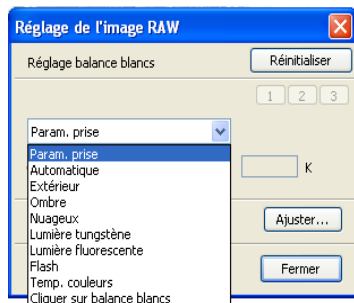 Réglage de l'image RAW
Réglage balance blancs
Réinitialiser
1 2 3
Param. prise
Param. prise
Automatique
Extérieur
Ombre
Nuageux
Lumière tungstène
Lumière fluorescente
Flash
Temp. couleurs
Cliquer sur balance blancs
K
Ajuster...
Fermer